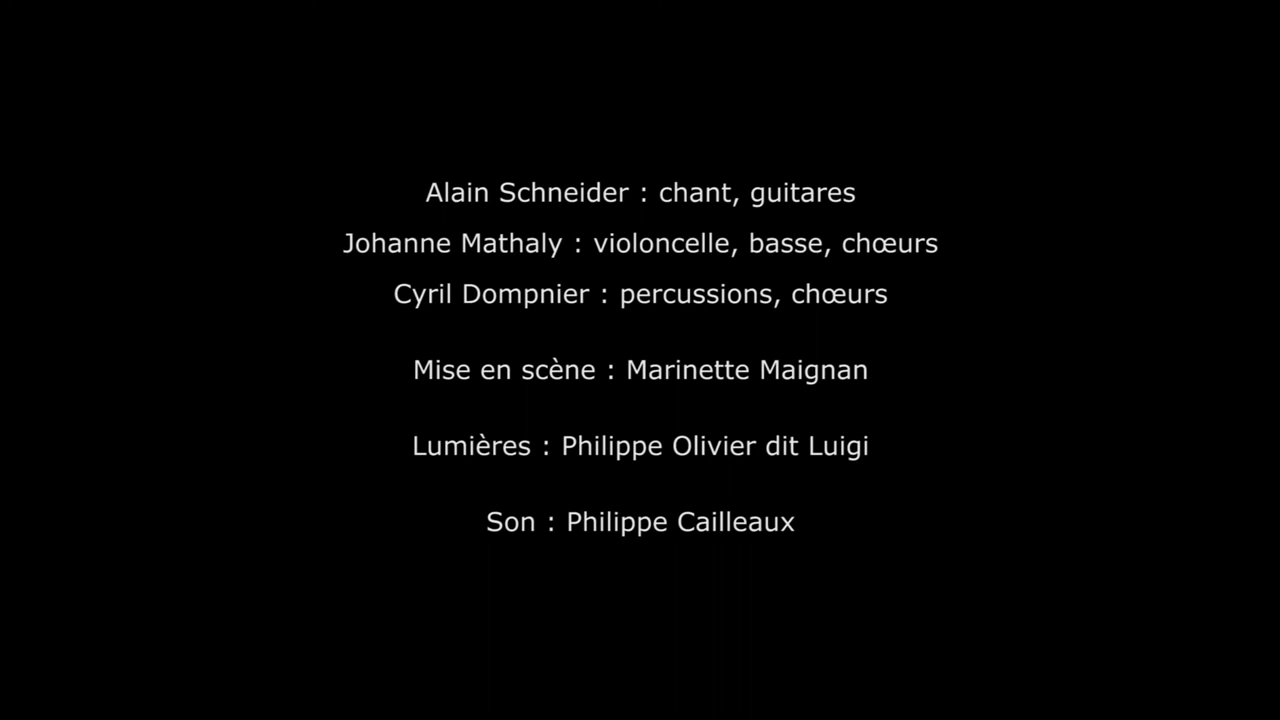 Alain Schneider : chant, guitares
Johanne Mathaly : violoncelle, basse, chœurs
Cyril Dompnier : percussions, chœurs
Mise en scène : Marinette Maignan
Lumières : Philippe Olivier dit Luigi
Son : Philippe Cailleaux